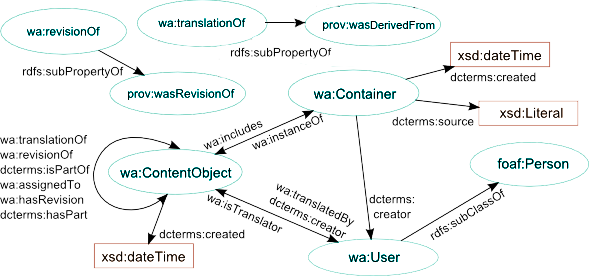 wa:revisionOf
rdfs:subPropertyOf
prov:wasRevisionOf
wa:translationOf
prov:wasDerivedFrom
rdfs:subPropertyOf
xsd:dateTime
dcterms:created
wa:Container
xsd:Literal
dcterms:source
wa:includes
wa:instanceOf
wa:translationOf
wa:revisionOf
dcterms:isPartOf
wa:assignedTo
wa:hasRevision
dcterms:hasPart
wa:ContentObject
foaf:Person
wa:translatedBy
dcterms:creator
wa:isTranslator
dcterms:
creator
rdfs:subClassOf
dcterms:created
xsd:dateTime
wa:User